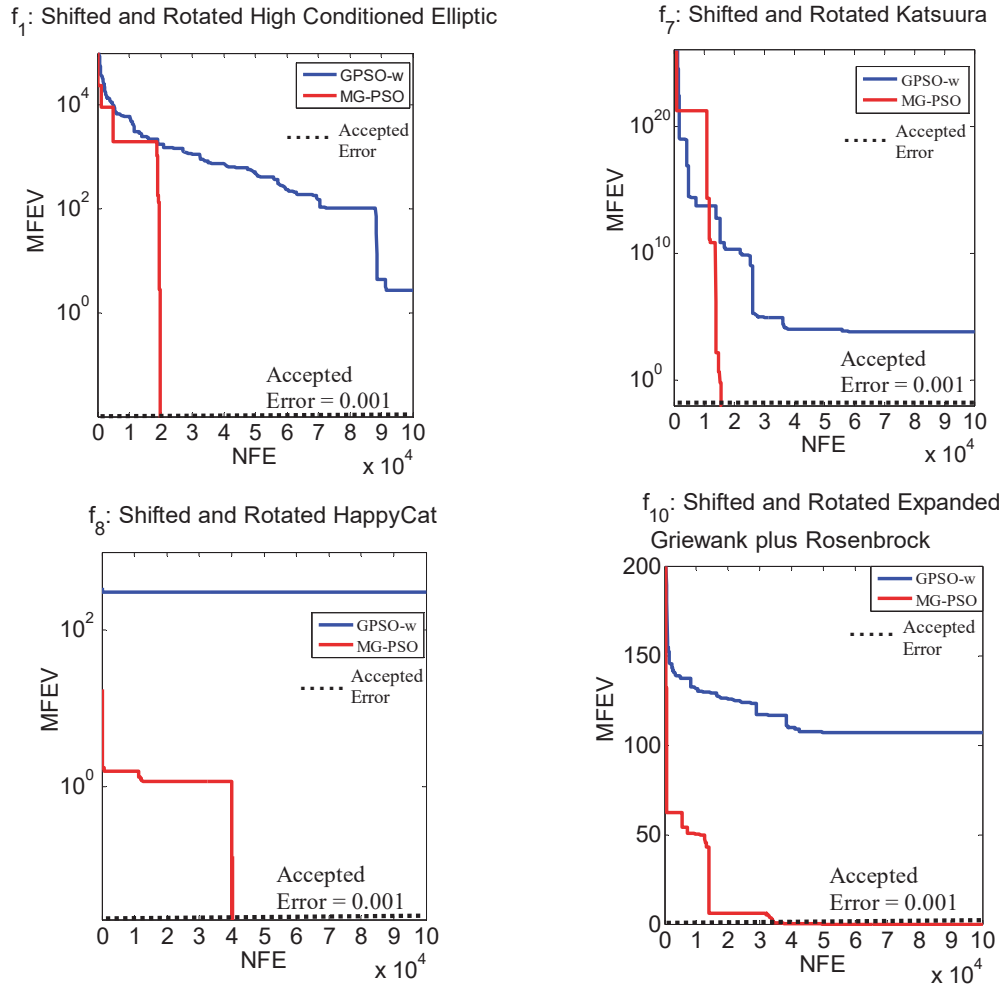 f1: Shifted and Rotated High Conditioned Elliptic
GPSO-w
MG-PSO
Accepted
Error
10^4
10^2
10^0
MFEV
Accepted
Error = 0.001
0 1 2 3 4 5 6 7 8 9 10
NFE
x 10^4
f7: Shifted and Rotated Katsuura
GPSO-w
MG-PSO
Accepted
Error
10^20
10^10
10^0
MFEV
Accepted
Error = 0.001
0 1 2 3 4 5 6 7 8 9 10
NFE
x 10^4
f8: Shifted and Rotated HappyCat
GPSO-w
MG-PSO
Accepted
Error
10^2
10^0
MFEV
Accepted
Error = 0.001
0 1 2 3 4 5 6 7 8 9 10
NFE
x 10^4
f10: Shifted and Rotated Expanded
Griewank plus Rosenbrock
GPSO-w
MG-PSO
Accepted
Error
200
150
100
50
0
MFEV
Accepted
Error = 0.001
0 1 2 3 4 5 6 7 8 9 10
NFE
x 10^4